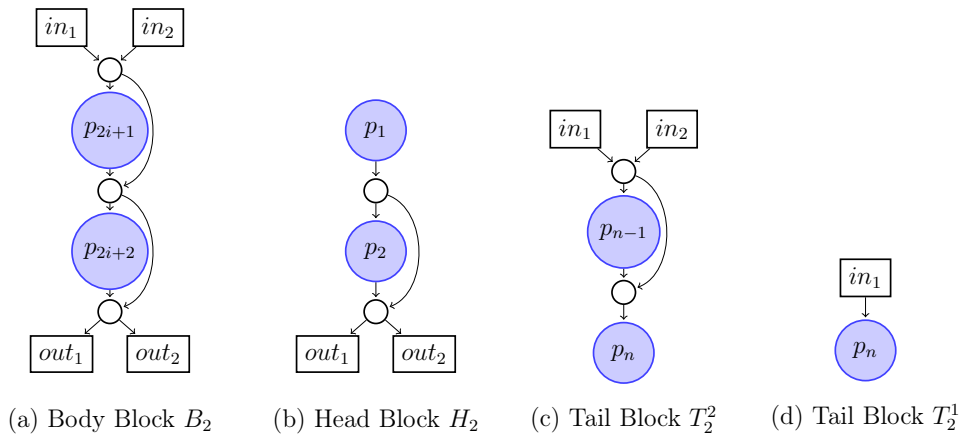 in₁ in₂
p₂ᵢ₊₁
p₂ᵢ₊₂
out₁ out₂
(a) Body Block B₂
p₁
p₂
out₁ out₂
(b) Head Block H₂
in₁ in₂
pₙ₋₁
pₙ
(c) Tail Block T₂²
in₁
pₙ
(d) Tail Block T₂¹